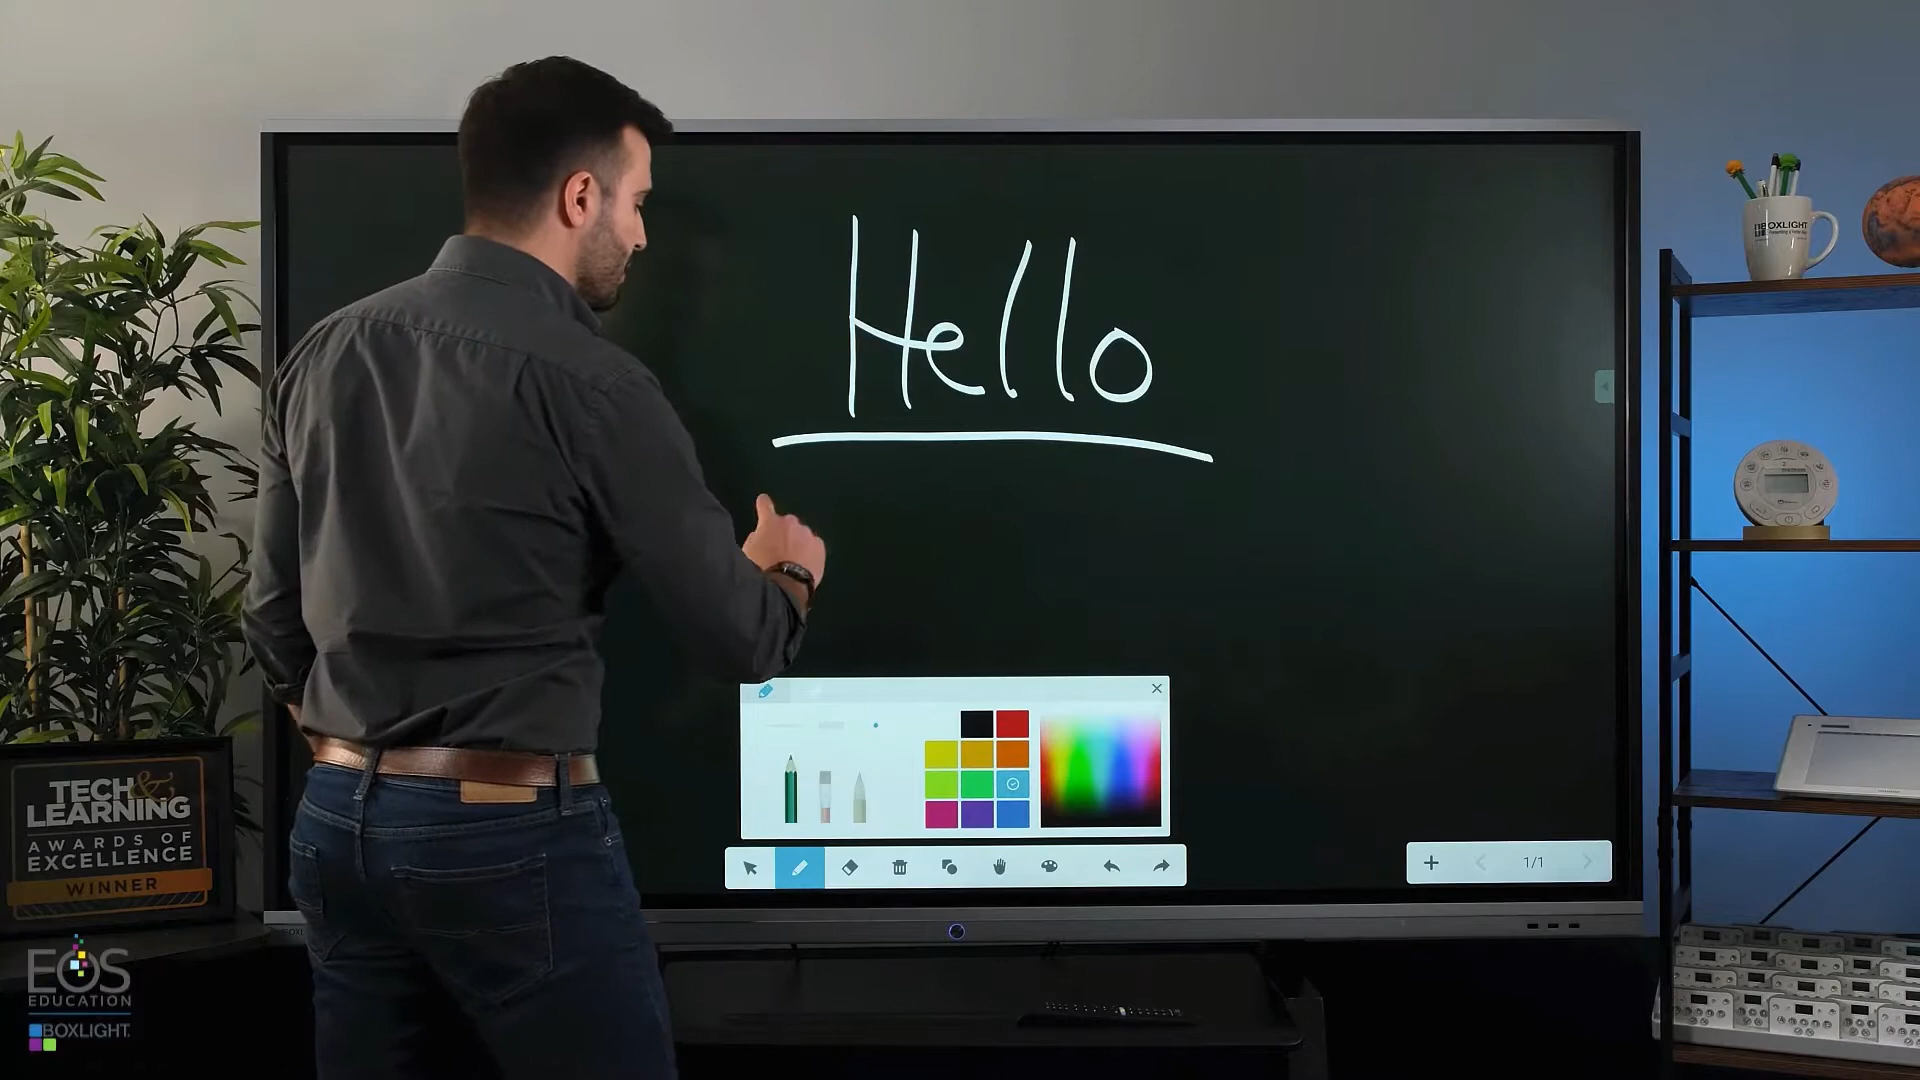 Hello
BOXLIGHT
1/1
TECH &
LEARNING
AWARDS OF
EXCELLENCE
WINNER
EOS
EDUCATION
BOXLIGHT